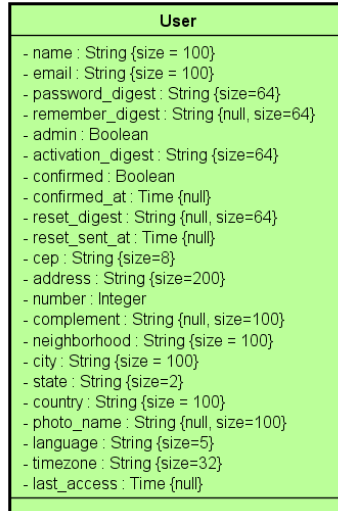 User
- name : String {size = 100}
- email : String {size = 100}
- password_digest : String {size=64}
- remember_digest : String {null, size=64}
- admin : Boolean
- activation_digest : String {size=64}
- confirmed : Boolean
- confirmed_at : Time {null}
- reset_digest : String {null, size=64}
- reset_sent_at : Time {null}
- cep : String {size=8}
- address : String {size=200}
- number : Integer
- complement : String {null, size=100}
- neighborhood : String {size = 100}
- city : String {size = 100}
- state : String {size=2}
- country : String {size = 100}
- photo_name : String {null, size=100}
- language : String {size=5}
- timezone : String {size=32}
- last_access : Time {null}